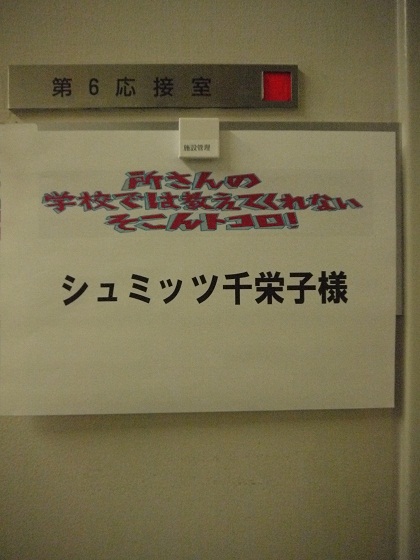 第6応接室
施設管理
所さんの
学校では教えてくれない
そこんトコロ!
シュミッツ千栄子様